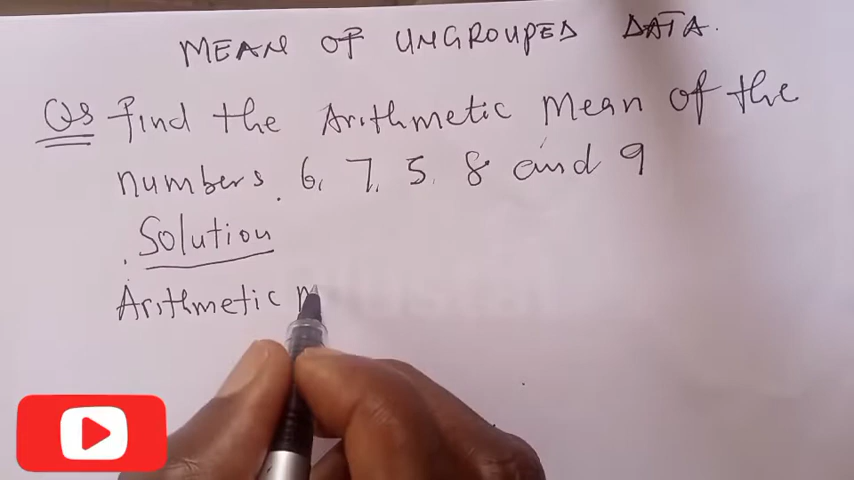 MEAN OF UNGROUPED DATA.
Qs Find the Arithmetic Mean of the
numbers. 6, 7, 5, 8 and 9
Solution
Arithmetic